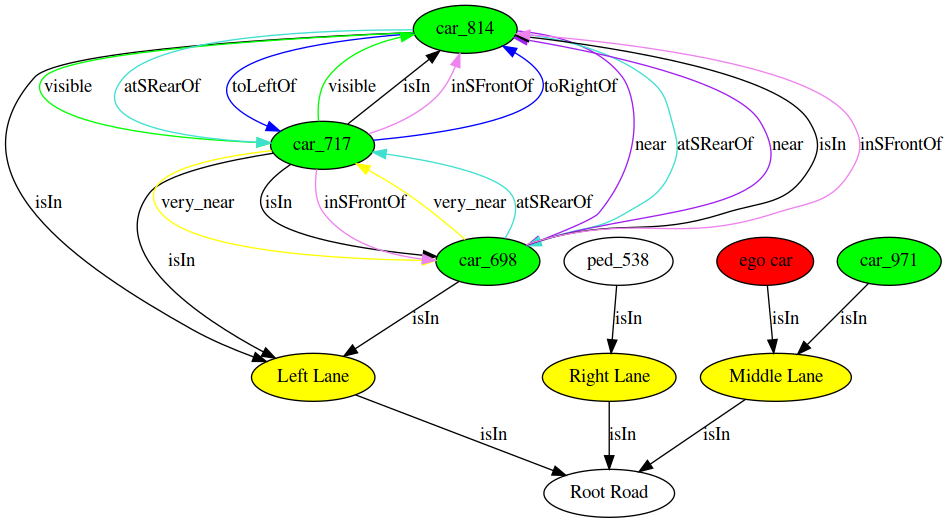 car_814
visible
atSRearOf
toLeftOf
visible
isIn
inSFrontOf
toRightOf
car_717
near
atSRearOf
near
isIn
inSFrontOf
isIn
very_near
isIn
inSFrontOf
very_near
atSRearOf
isIn
car_698
ped_538
ego car
car_971
isIn
isIn
isIn
isIn
Left Lane
Right Lane
Middle Lane
isIn
isIn
isIn
Root Road